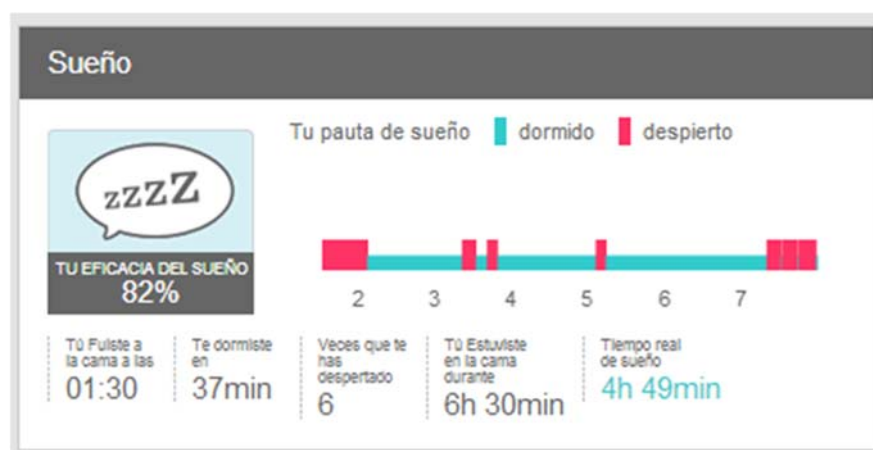 Sueño
Tu pauta de sueño dormido despierto
zzzZ
TU EFICACIA DEL SUEÑO
82%
2 3 4 5 6 7
Tú Fuiste a
la cama a las
01:30
Te dormiste
en
37min
Veces que te
has
despertado
6
Tú Estuviste
en la cama
durante
6h 30min
Tiempo real
de sueño
4h 49min